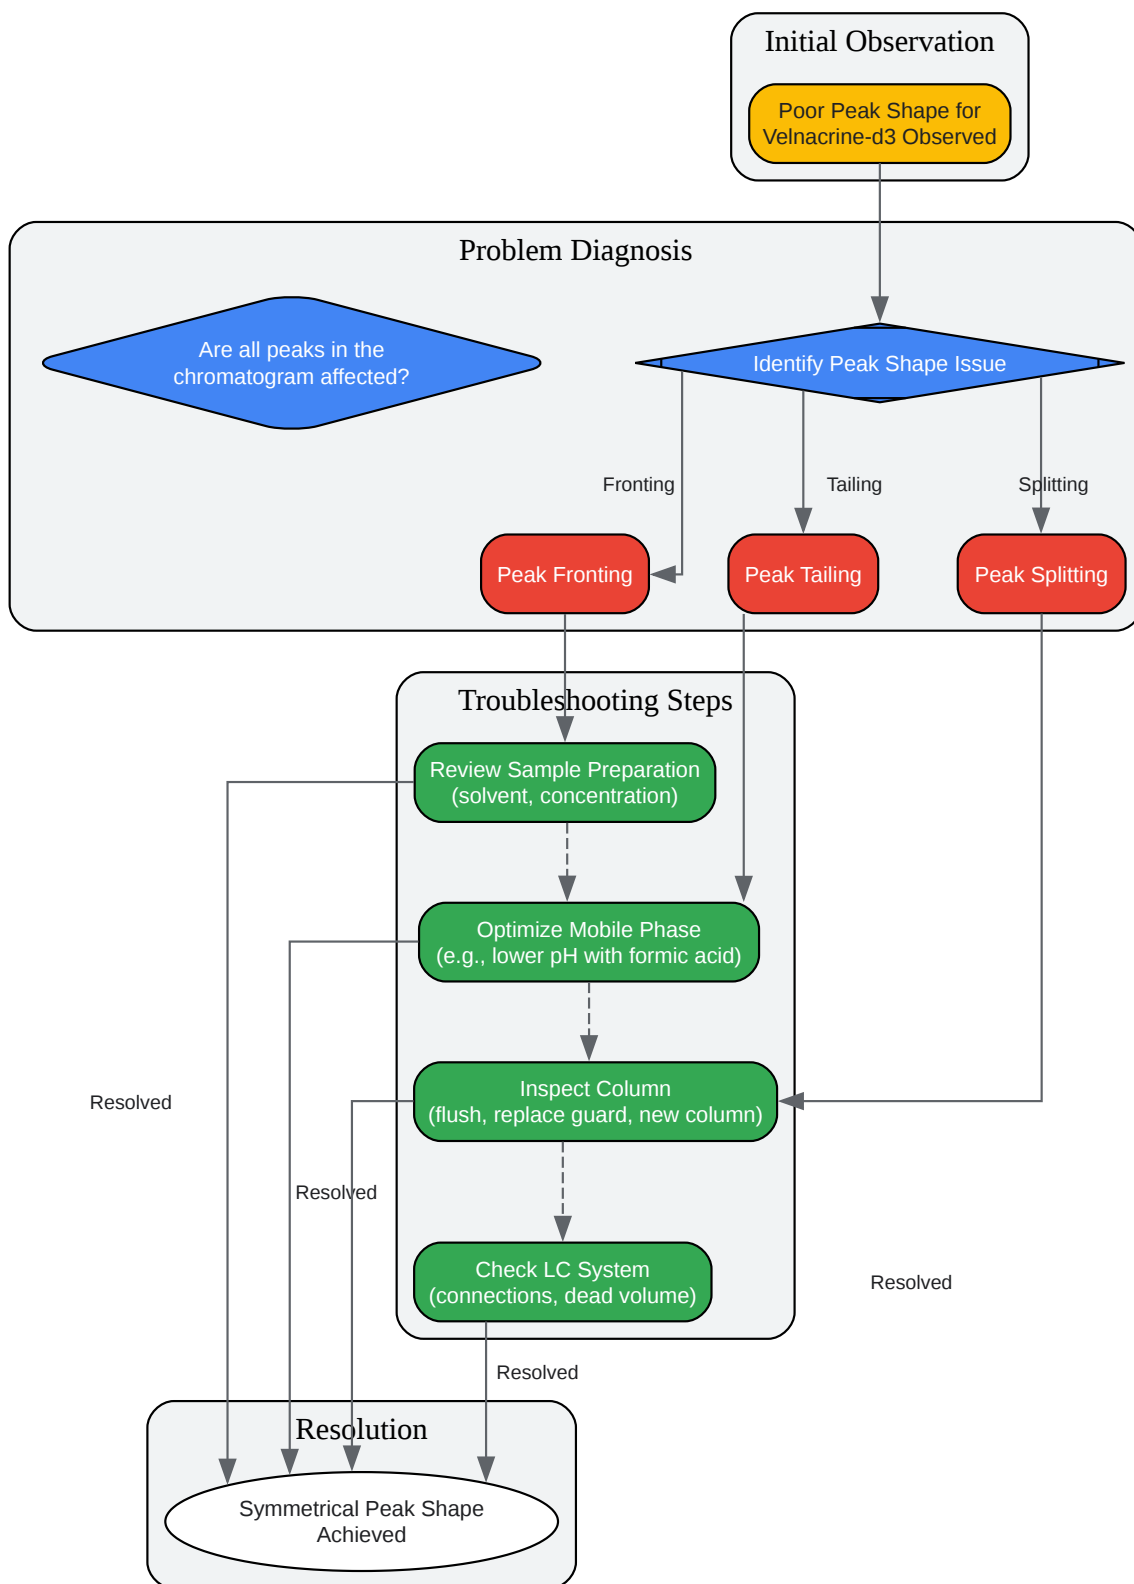 Initial Observation
Poor Peak Shape for
Velnacrine-d3 Observed
Problem Diagnosis
Are all peaks in the
chromatogram affected?
Identify Peak Shape Issue
Fronting
Tailing
Splitting
Peak Fronting
Peak Tailing
Peak Splitting
Troubleshooting Steps
Review Sample Preparation
(solvent, concentration)
Optimize Mobile Phase
(e.g., lower pH with formic acid)
Inspect Column
(flush, replace guard, new column)
Resolved
Resolved
Check LC System
(connections, dead volume)
Resolved
Resolved
Resolution
Symmetrical Peak Shape
Achieved